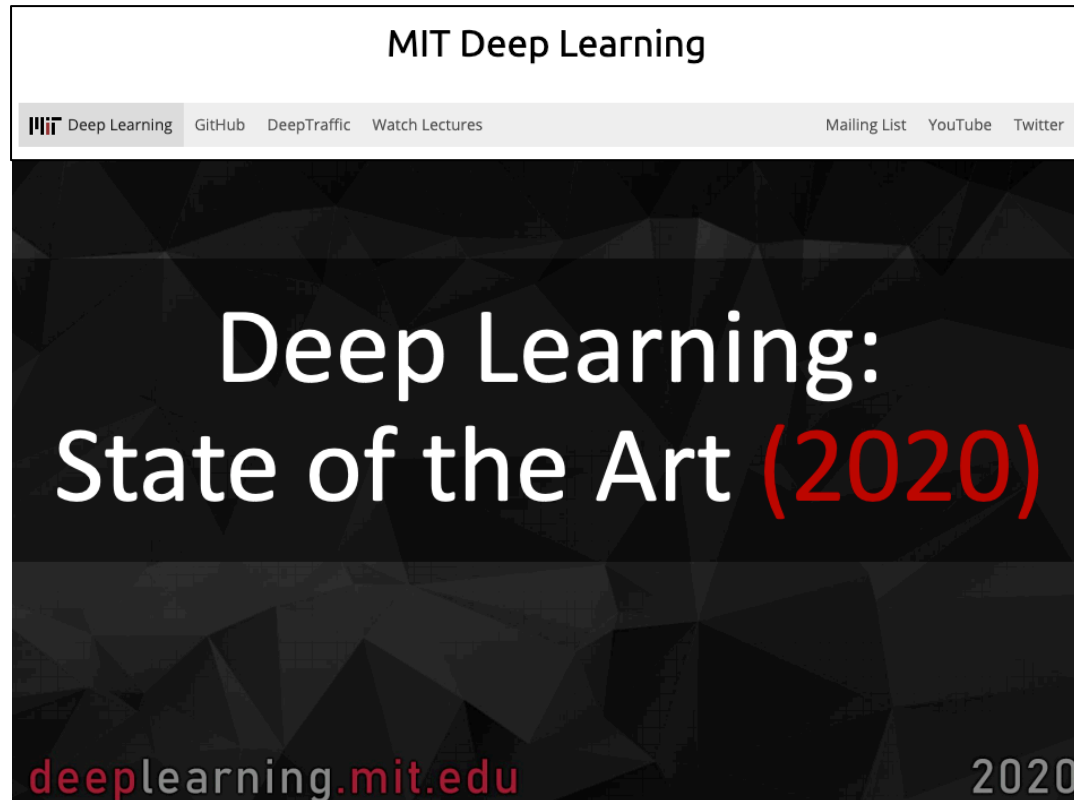 MIT Deep Learning
MIT Deep Learning GitHub DeepTraffic Watch Lectures Mailing List YouTube Twitter
Deep Learning:
State of the Art (2020)
deeplearning.mit.edu 2020